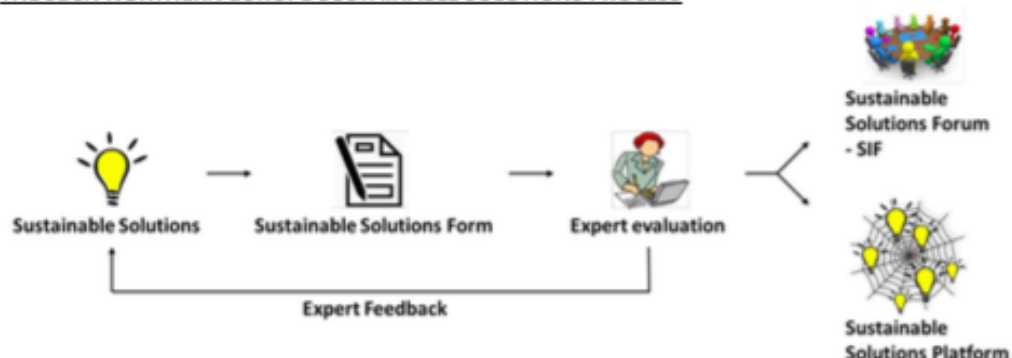 Sustainable
Solutions Forum
- SIF
Sustainable Solutions
Sustainable Solutions Form
Expert evaluation
Expert Feedback
Sustainable
Solutions Platform